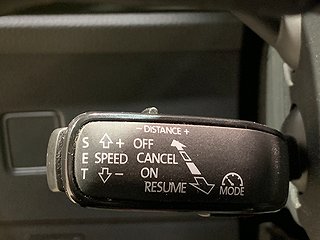 - DISTANCE +
S + OFF
E SPEED CANCEL
T - ON
RESUME MODE